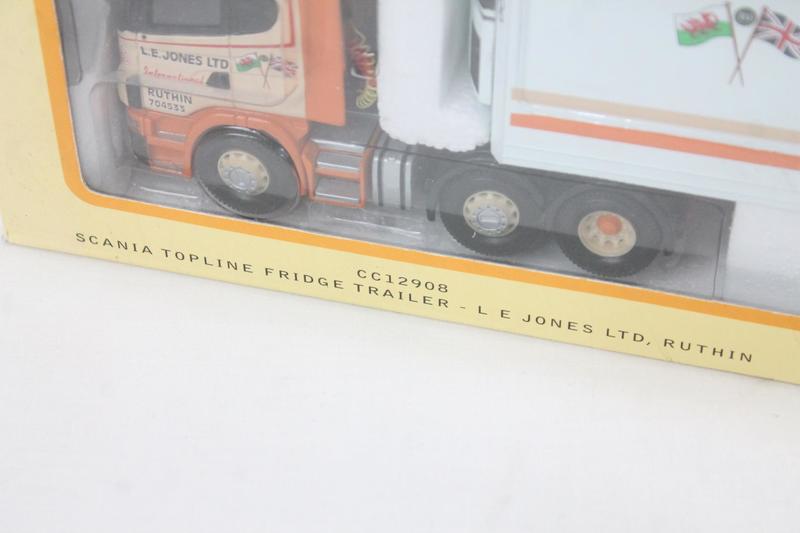 L.E.JONES LTD
International
RUTHIN
704533
CC12908
SCANIA TOPLINE FRIDGE TRAILER - L E JONES LTD, RUTHIN